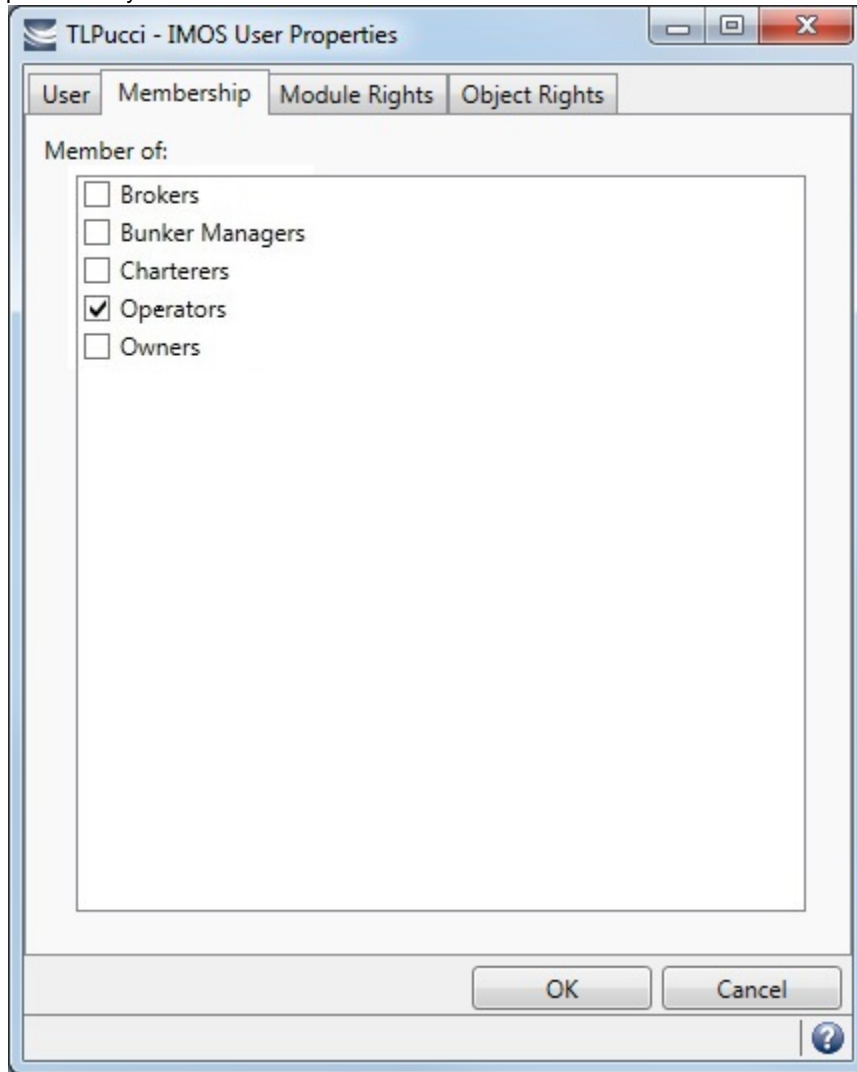 TLPucci - IMOS User Properties
User Membership Module Rights Object Rights
Member of:
Brokers
Bunker Managers
Charterers
Operators
Owners
OK Cancel